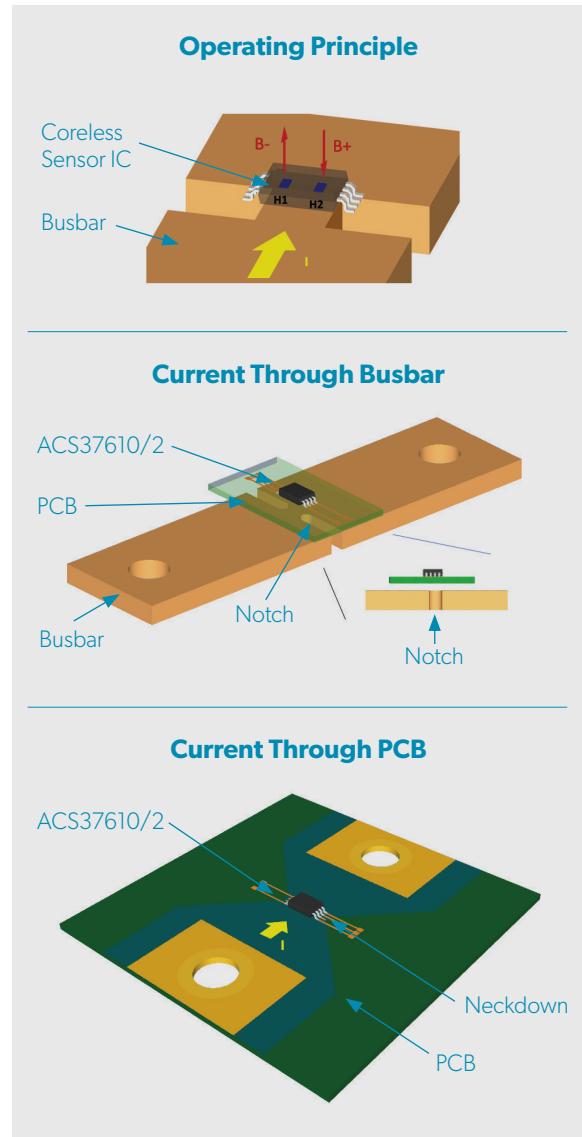 Operating Principle
Coreless
Sensor IC
B-
B+
H1
H2
Busbar
I
Current Through Busbar
ACS37610/2
PCB
Notch
Busbar
Notch
Current Through PCB
ACS37610/2
I
Neckdown
PCB